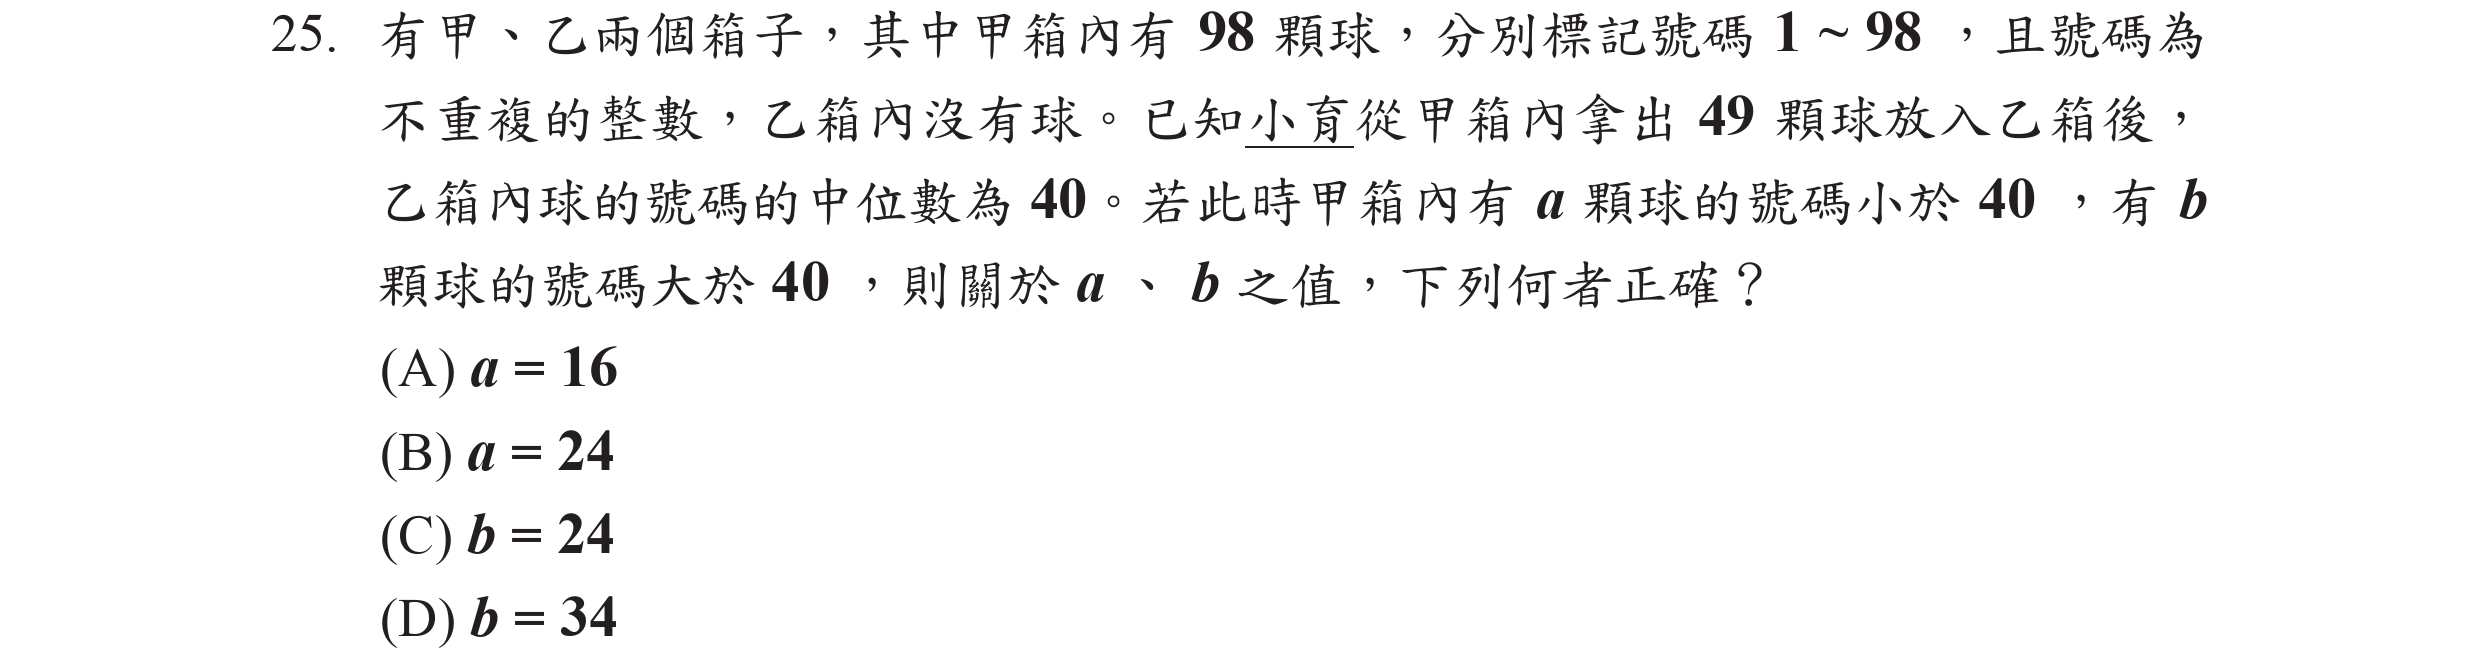 25. 有甲、乙兩個箱子，其中甲箱內有 98 顆球，分別標記號碼 1 ~ 98 ，且號碼為
不重複的整數，乙箱內沒有球。已知小育從甲箱內拿出 49 顆球放入乙箱後，
乙箱內球的號碼的中位數為 40。若此時甲箱內有 a 顆球的號碼小於 40 ，有 b
顆球的號碼大於 40 ，則關於 a 、 b 之值，下列何者正確？
(A) a = 16
(B) a = 24
(C) b = 24
(D) b = 34